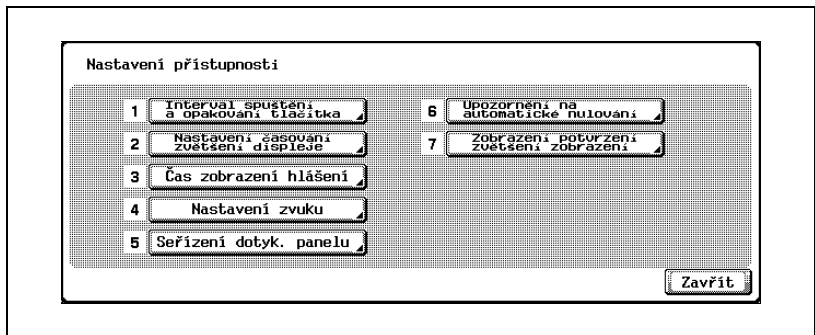 Nastavení přístupnosti
1
Interval spuštění
a opakování tlačítka
2
Nastavení časování
zvětšení displeje
3
Čas zobrazení hlášení
4
Nastavení zvuku
5
Seřízení dotyk. panelu
6
Upozornění na
automatické nulování
7
Zobrazení potvrzení
zvětšení zobrazení
Zavřít